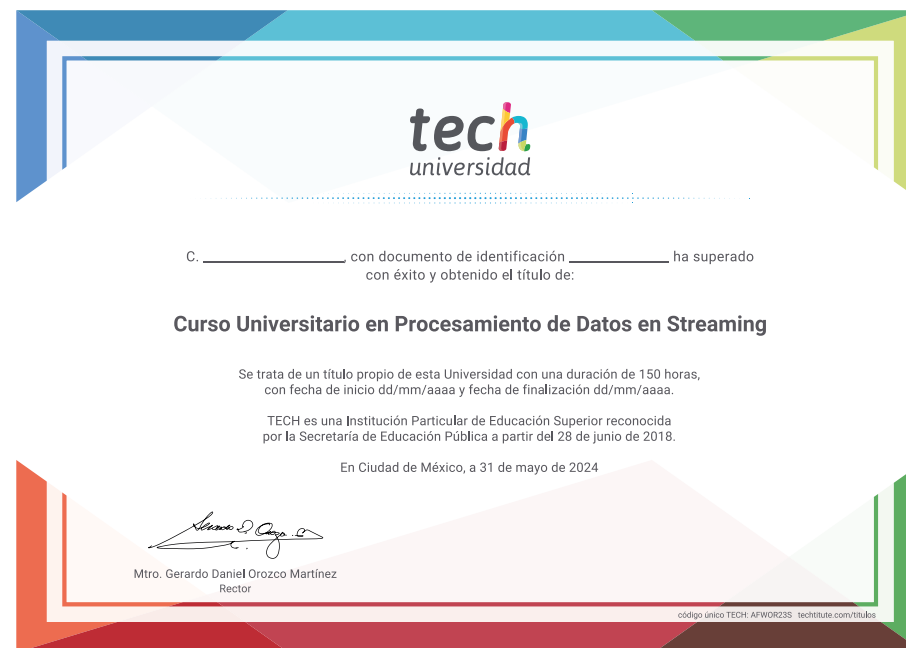 tech
universidad
C. ____________, con documento de identificación ____________ ha superado
con éxito y obtenido el título de:
Curso Universitario en Procesamiento de Datos en Streaming
Se trata de un título propio de esta Universidad con una duración de 150 horas,
con fecha de inicio dd/mm/aaaa y fecha de finalización dd/mm/aaaa.
TECH es una Institución Particular de Educación Superior reconocida
por la Secretaría de Educación Pública a partir del 28 de junio de 2018.
En Ciudad de México, a 31 de mayo de 2024
Mtro. Gerardo Daniel Orozco Martínez
Rector
código único TECH: AFWOR23S techtitute.com/titulos